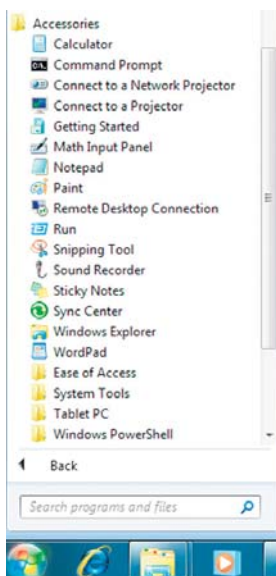 Accessories
Calculator
Command Prompt
Connect to a Network Projector
Connect to a Projector
Getting Started
Math Input Panel
Notepad
Paint
Remote Desktop Connection
Run
Snipping Tool
Sound Recorder
Sticky Notes
Sync Center
Windows Explorer
WordPad
Ease of Access
System Tools
Tablet PC
Windows PowerShell
Back
Search programs and files